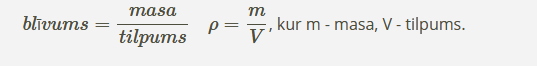 blīvums = masa / tilpums ρ = m / V, kur m - masa, V - tilpums.